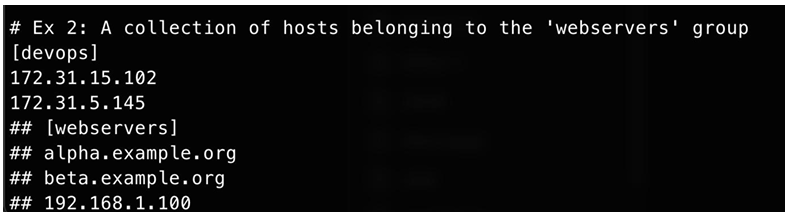 # Ex 2: A collection of hosts belonging to the 'webservers' group
[devops]
172.31.15.102
172.31.5.145
## [webservers]
## alpha.example.org
## beta.example.org
## 192.168.1.100